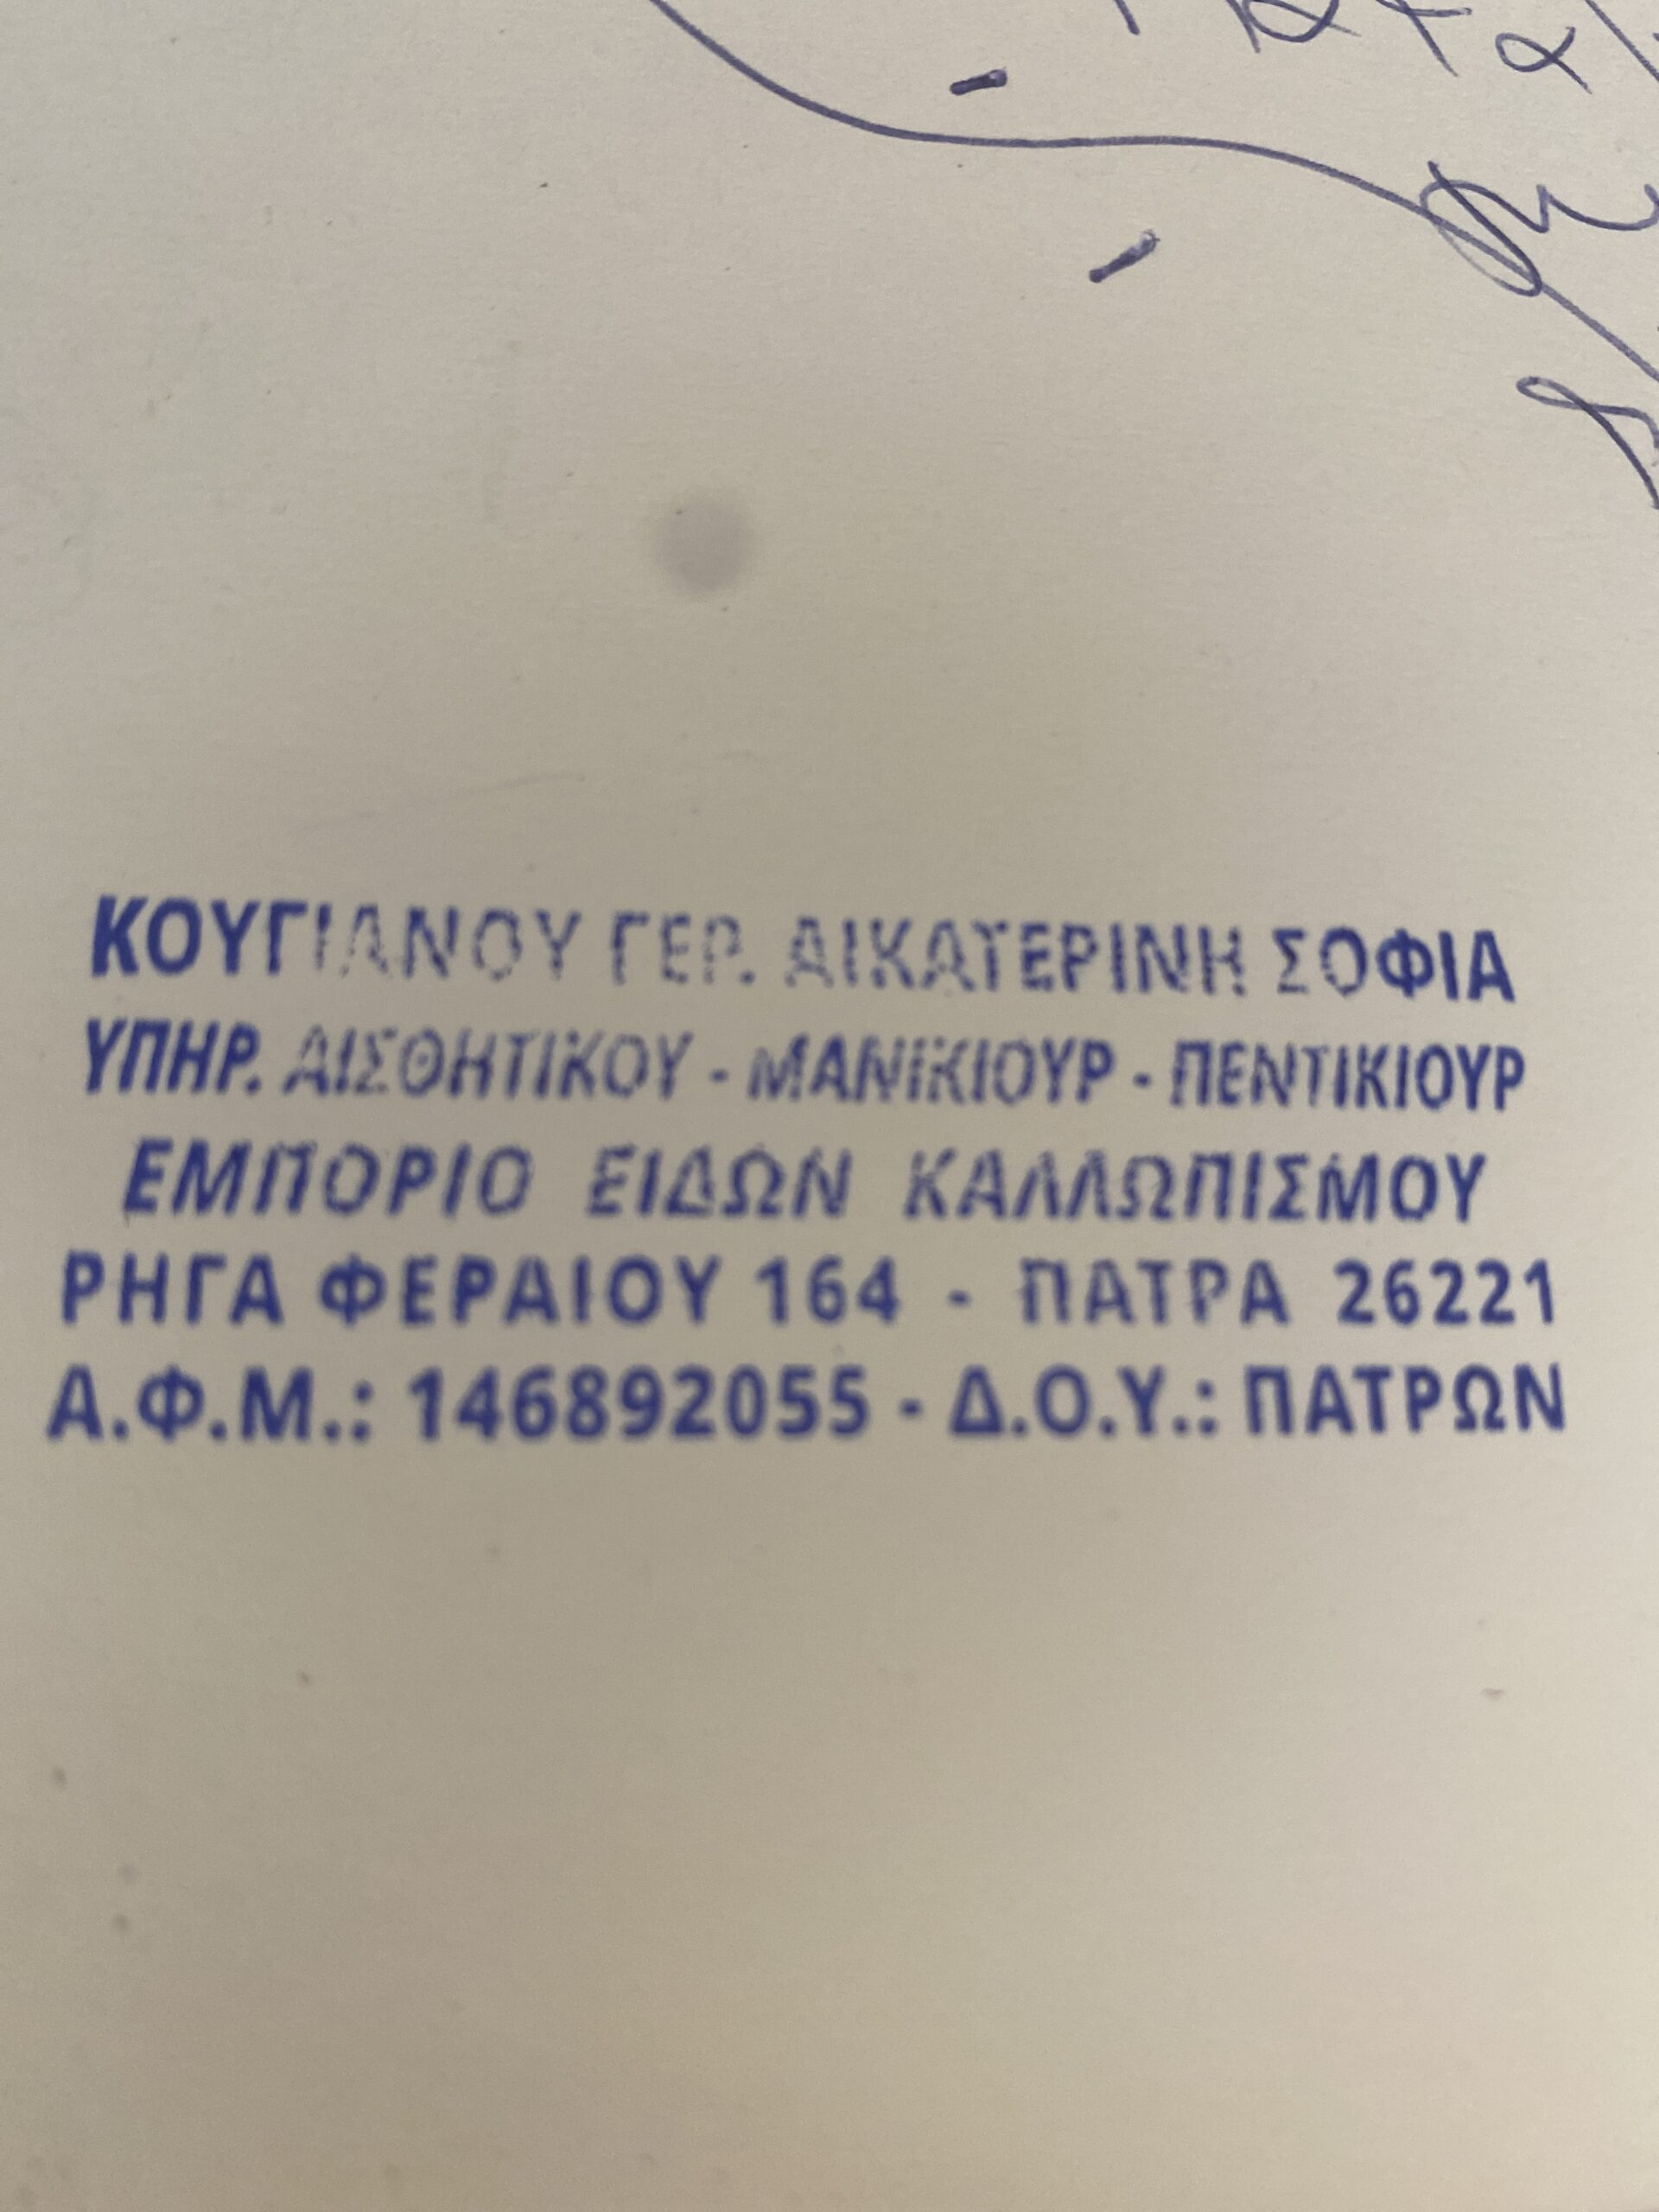 ΚΟΥΓΙΑΝΟΥ ΓΕΡ. ΑΙΚΑΤΕΡΙΝΗ ΣΟΦΙΑ
ΥΠΗΡ. ΑΙΣΘΗΤΙΚΟΥ - ΜΑΝΙΚΙΟΥΡ - ΠΕΝΤΙΚΙΟΥΡ
ΕΜΠΟΡΙΟ ΕΙΔΩΝ ΚΑΛΛΩΠΙΣΜΟΥ
ΡΗΓΑ ΦΕΡΑΙΟΥ 164 - ΠΑΤΡΑ 26221
Α.Φ.Μ.: 146892055 - Δ.Ο.Υ.: ΠΑΤΡΩΝ